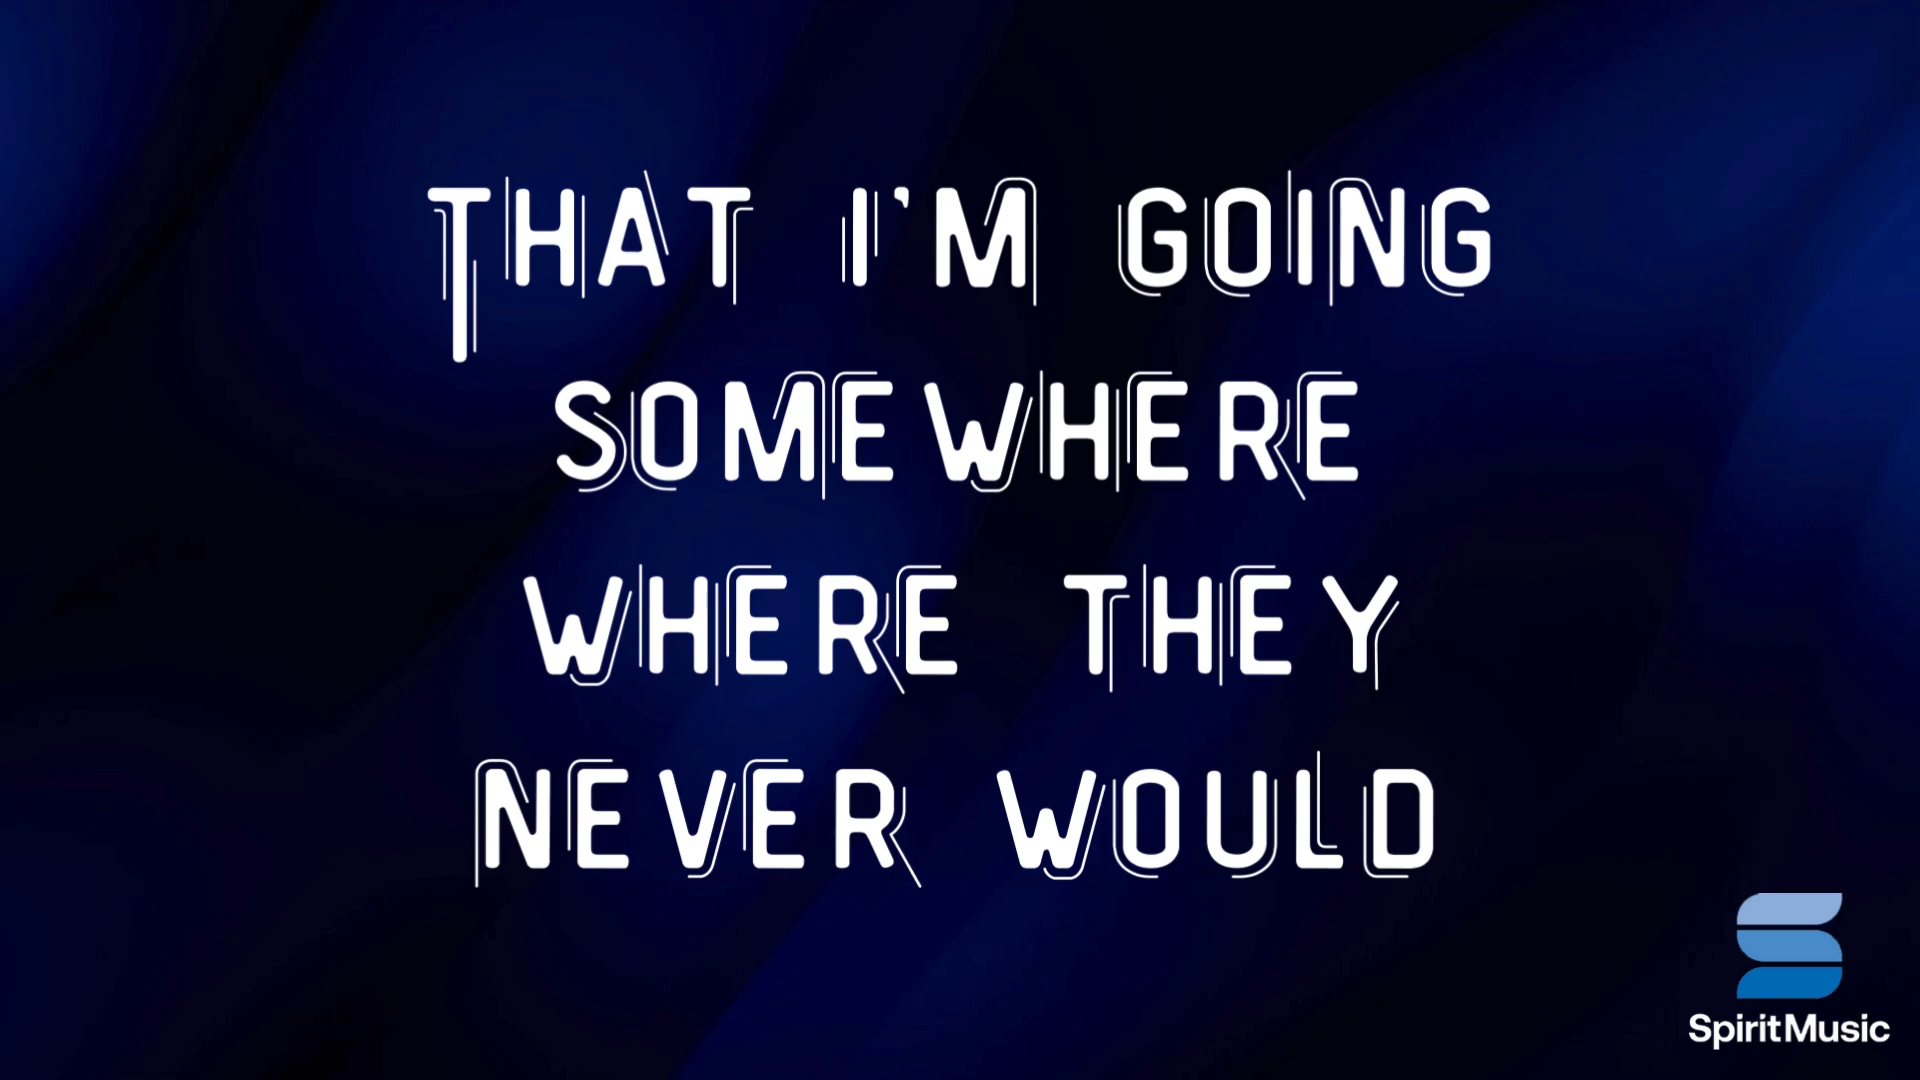 THAT I'M GOING
SOMEWHERE
WHERE THEY
NEVER WOULD
SpiritMusic